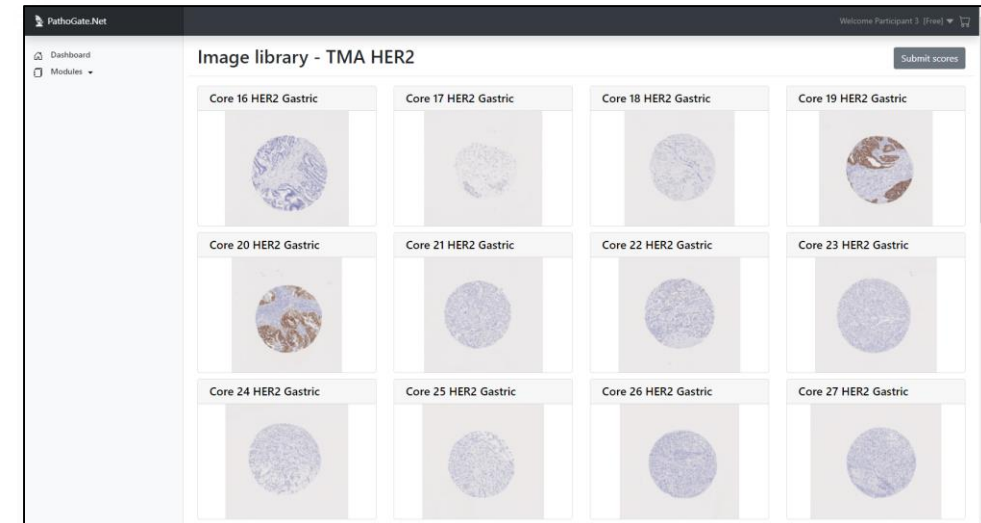 PathoGate.Net
Welcome Participant 3 [Free]
Dashboard
Modules
Image library - TMA HER2
Submit scores
Core 16 HER2 Gastric
Core 17 HER2 Gastric
Core 18 HER2 Gastric
Core 19 HER2 Gastric
Core 20 HER2 Gastric
Core 21 HER2 Gastric
Core 22 HER2 Gastric
Core 23 HER2 Gastric
Core 24 HER2 Gastric
Core 25 HER2 Gastric
Core 26 HER2 Gastric
Core 27 HER2 Gastric